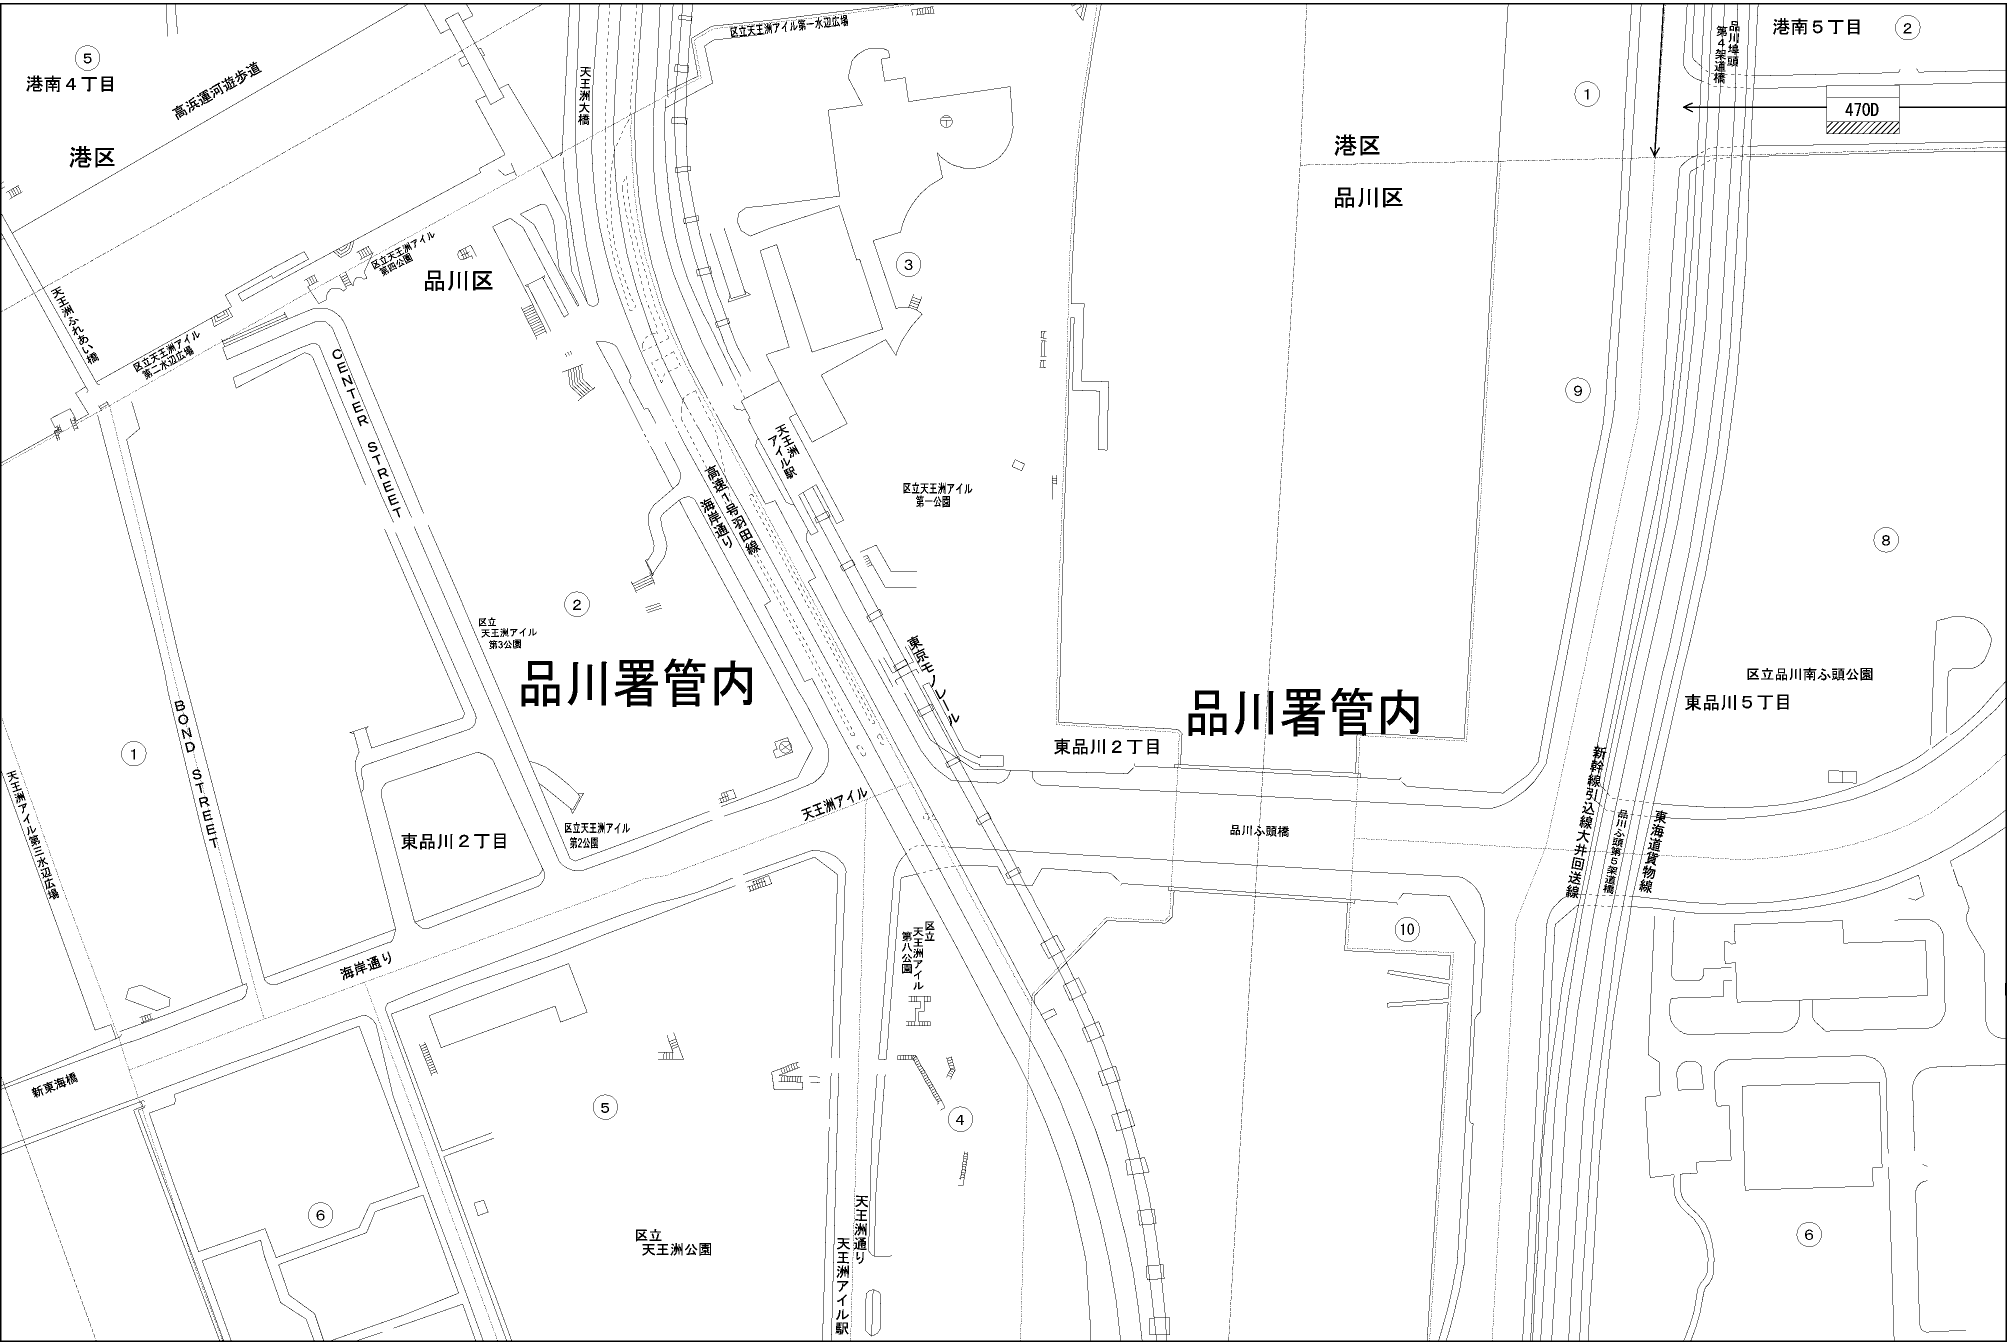 区立天王洲アイル第一水辺広場
5
港南4丁目
高浜運河遊歩道
天王洲大橋
品川埠頭
第4架道橋
港南5丁目
2
1
470D
港区
港区
品川区
3
区立天王洲アイル
第四公園
品川区
天王洲ふれあい橋
区立天王洲アイル
第二水辺広場
CENTER STREET
9
天王洲
アイル駅
高速1号羽田線
海岸通り
区立天王洲アイル
第一公園
8
2
区立
天王洲アイル
第3公園
品川署管内
東京モノレール
品川署管内
区立品川南ふ頭公園
東品川5丁目
BOND STREET
1
東品川2丁目
新幹線引込線大井回送線
品川ふ頭第5架道橋
東海道貨物線
天王洲アイル第三水辺広場
天王洲アイル
区立天王洲アイル
第2公園
東品川2丁目
品川ふ頭橋
区立
天王洲アイル
第八公園
10
海岸通り
新東海橋
5
4
6
区立
天王洲公園
天王洲通り
天王洲アイル駅
6